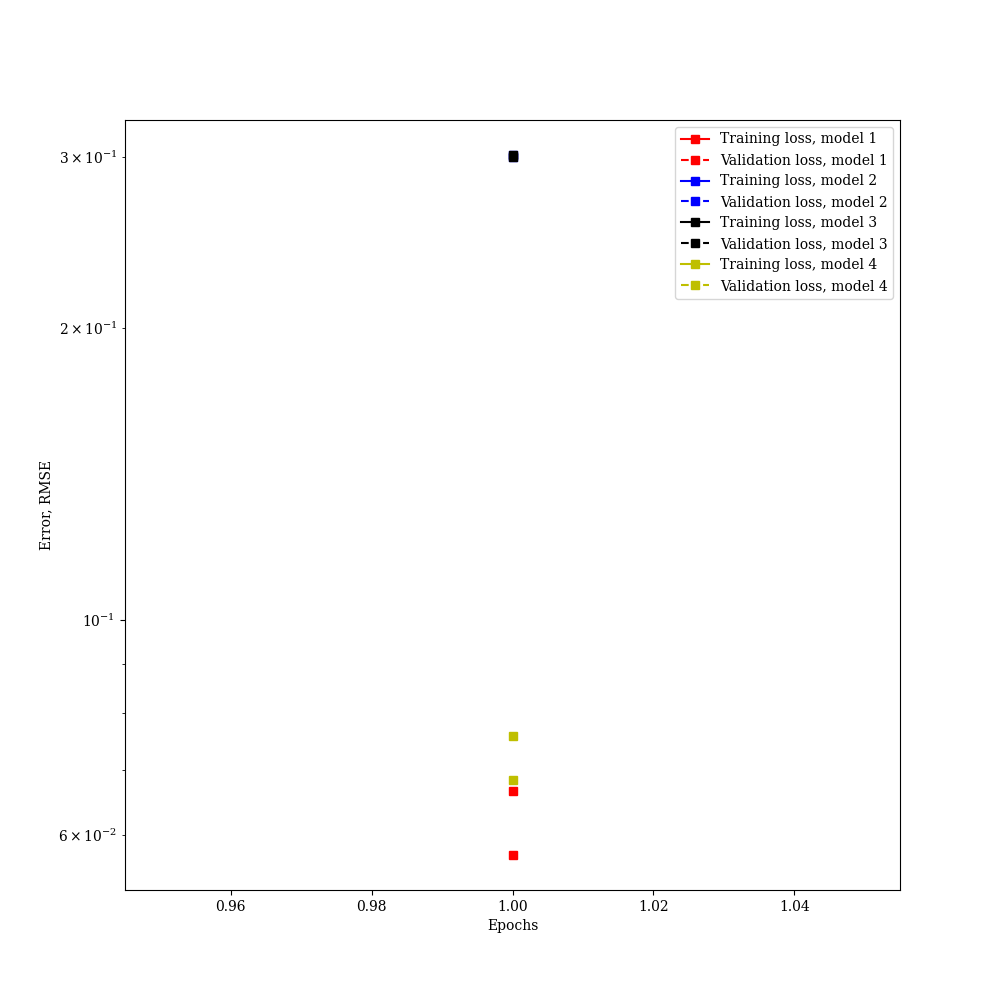 Training loss, model 1
Validation loss, model 1
Training loss, model 2
Validation loss, model 2
Training loss, model 3
Validation loss, model 3
Training loss, model 4
Validation loss, model 4
3 × 10⁻¹
2 × 10⁻¹
10⁻¹
6 × 10⁻²
Error, RMSE
0.96 0.98 1.00 1.02 1.04
Epochs